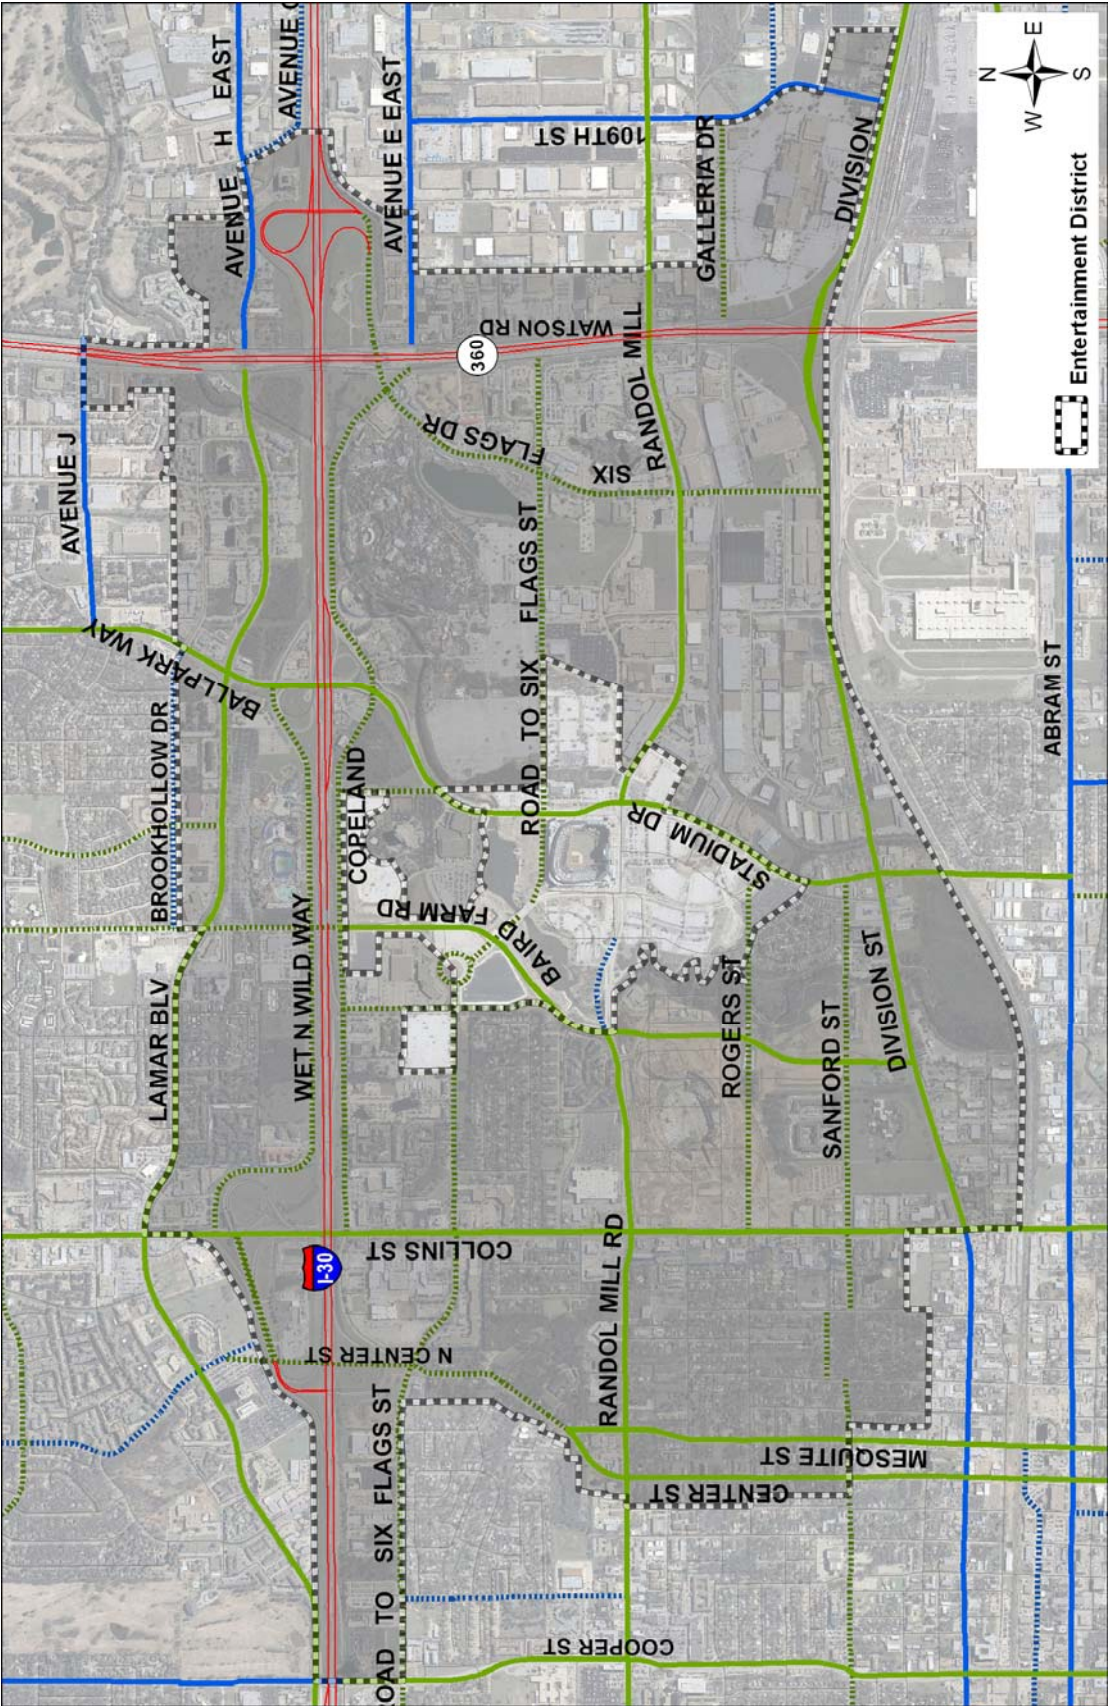 AVENUE J
AVENUE H EAST
AVENUE
AVENUE
AVENUE E EAST
109TH ST
GALLERIA DR
DIVISION
WATSON RD
360
RANDOL MILL
SIX
FLAGS DR
BALLPARK WAY
BROOKHOLLOW DR
LAMAR BLV
WET N WILD WAY
COPELAND
ROAD TO SIX FLAGS ST
FARM RD
BAIRD
STADIUM DR
ROGERS ST
SANFORD ST
DIVISION ST
ABRAM ST
I-30
COLLINS ST
N CENTER ST
RANDOL MILL RD
ROAD TO SIX FLAGS ST
MESQUITE ST
CENTER ST
COOPER ST
N
W E
S
Entertainment District